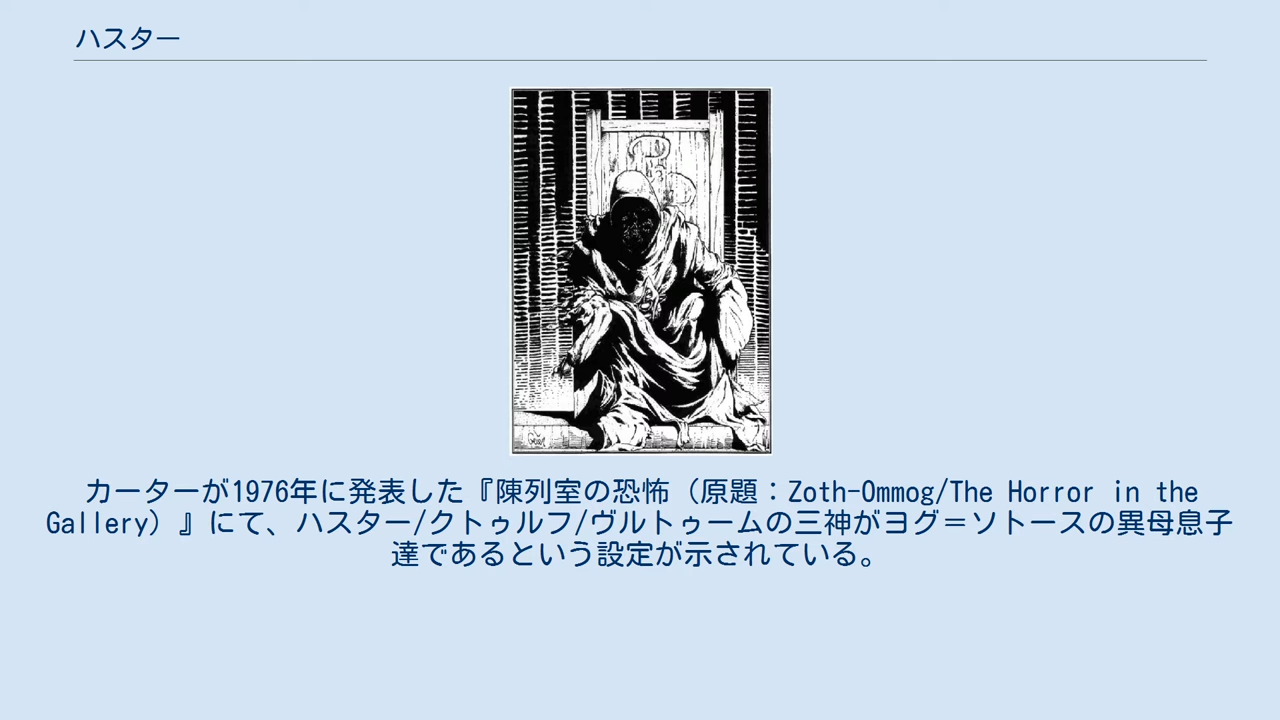 ハスター
カーターが1976年に発表した『陳列室の恐怖（原題：Zoth-Ommog/The Horror in the
Gallery）』にて、ハスター/クトゥルフ/ヴルトゥームの三神がヨグ＝ソトースの異母息子
達であるという設定が示されている。